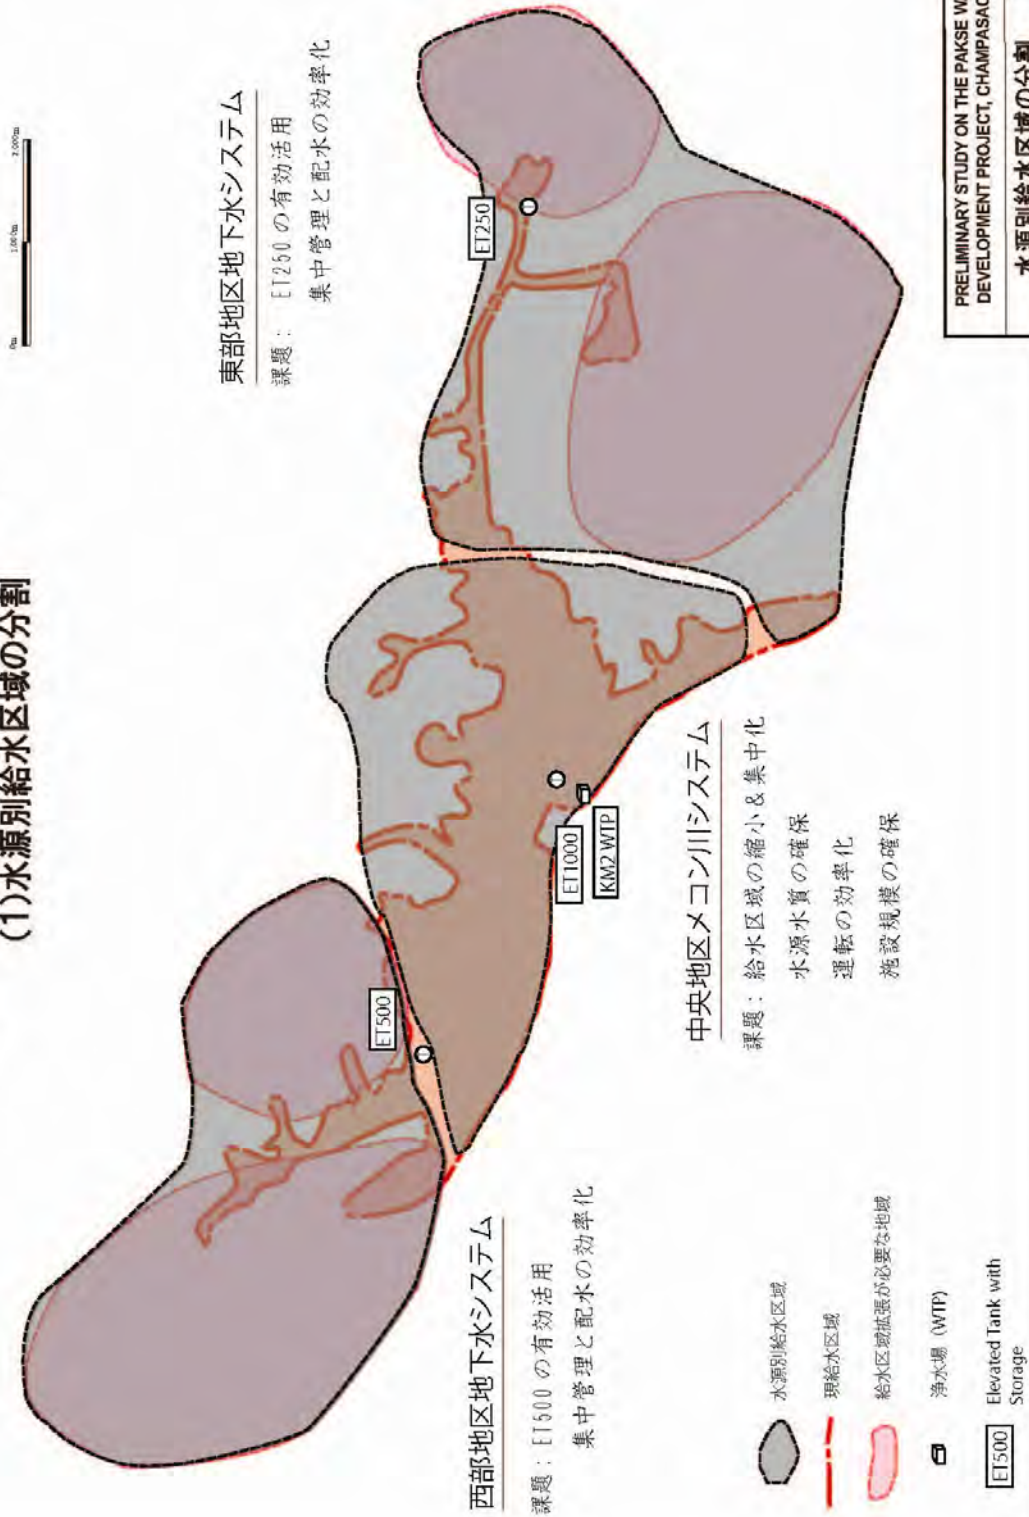 (1)水源別給水区域の分割
0m 1,000m 2,000m
東部地区地下水システム
課題： ET250 の有効活用
集中管理と配水の効率化
ET250
ET500
ET1000
KM2 WTP
中央地区メコン川システム
課題： 給水区域の縮小＆集中化
水源水質の確保
運転の効率化
施設規模の確保
西部地区地下水システム
課題：ET500 の有効活用
集中管理と配水の効率化
水源別給水区域
現給水区域
給水区域拡張が必要な地域
浄水場 (WTP)
ET500 Elevated Tank with
Storage
PRELIMINARY STUDY ON THE PAKSE
DEVELOPMENT PROJECT,
水源別給水区域の分割